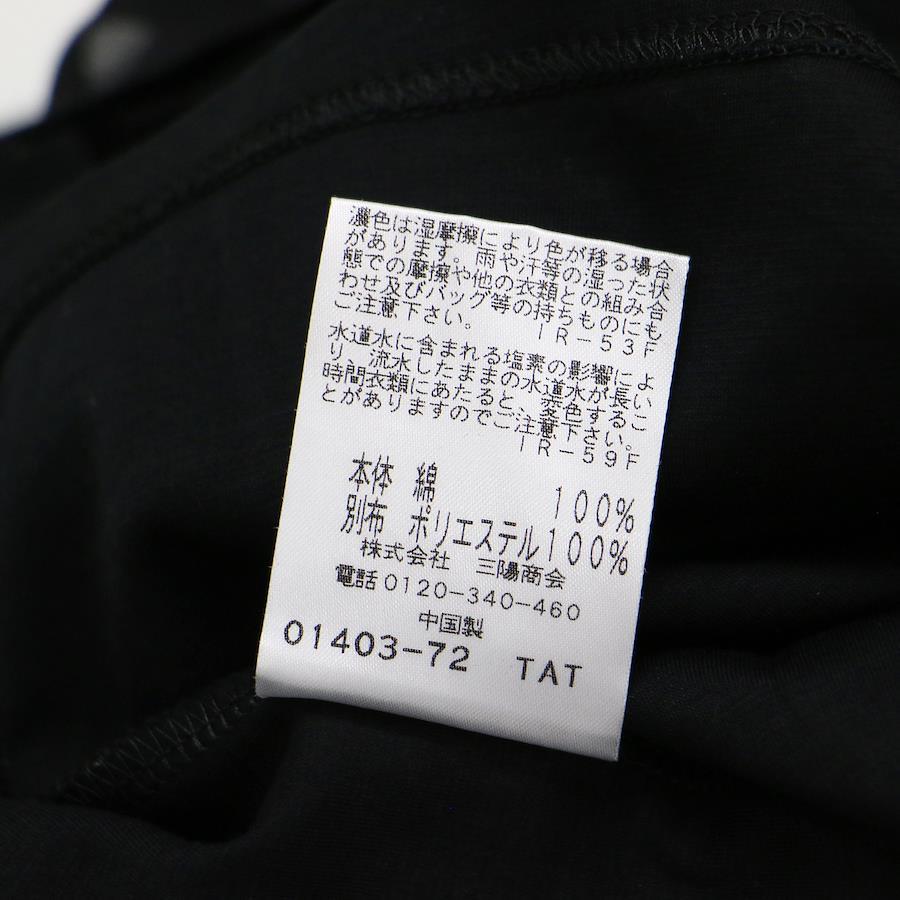 濃色は湿摩擦により色が移る場合
があります。雨や汗等の湿った状
態での摩擦や他の衣類との組み合
わせ及びバッグ等の持ちものにも
ご注意下さい。
IR-53F
水道水に含まれる塩素の影響によ
り、流水したままの水道水が長い
時間衣類にあたると、変色するこ
とがありますのでご注意下さい。
IR-59F
本体 綿 100%
別布 ポリエステル100%
株式会社 三陽商会
電話0120-340-460
中国製
01403-72 TAT